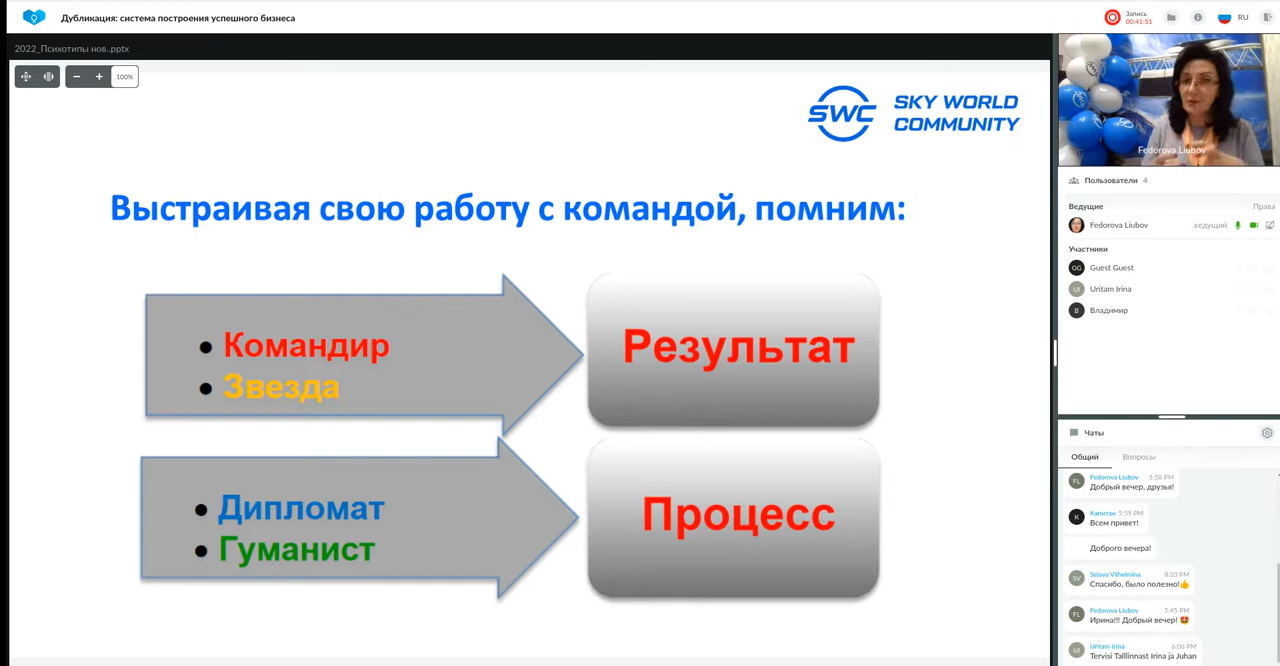 Дубликация: система построения успешного бизнеса
Запись
00:41:51
RU
2022_Психотипы нов..pptx
100%
SWC
SKY WORLD
COMMUNITY
Выстраивая свою работу с командой, помним:
• Командир
• Звезда
Результат
• Дипломат
• Гуманист
Процесс
Fedorova Liubov
Пользователи 4
Ведущие
Права
Fedorova Liubov
ведущий
Участники
GG
Guest Guest
UI
Uritam Irina
В
Владимир
Чаты
Общий
Вопросы
FL
Fedorova Liubov 5:58 PM
Добрый вечер, друзья!
К
Капитан 5:59 PM
Всем привет!
Доброго вечера!
SV
Selava Vilhelmina 8:33 PM
Спасибо, было полезно!👍
FL
Fedorova Liubov 5:45 PM
Ирина!!! Добрый вечер! 🤩
UI
Uritam Irina 6:06 PM
Tervisi Talllinnast Irina ja Juhan